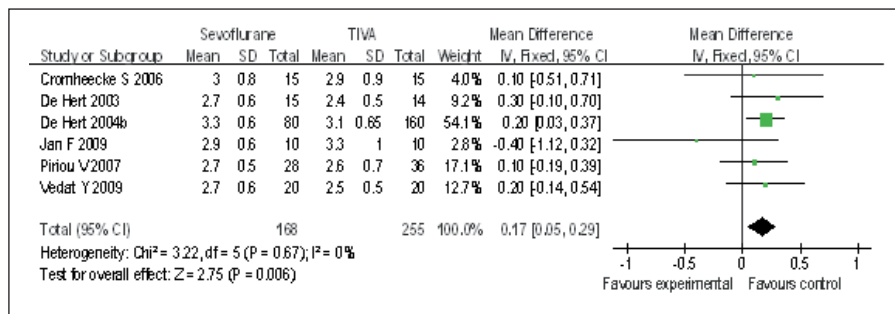 Sevoflurane TIVA Mean Difference Mean Difference
Study or Subgroup Mean SD Total Mean SD Total Weight IV, Fixed, 95% CI IV, Fixed, 95% CI
Cromheecke S 2006 3 0.8 15 2.9 0.9 15 4.0% 0.10 [-0.51, 0.71]
De Hert 2003 2.7 0.6 15 2.4 0.5 14 9.2% 0.30 [-0.10, 0.70]
De Hert 2004b 3.3 0.6 80 3.1 0.65 160 54.1% 0.20 [0.03, 0.37]
Jan F 2009 2.9 0.6 10 3.3 1 10 2.8% -0.40 [-1.12, 0.32]
Piriou V 2007 2.7 0.5 28 2.6 0.7 36 17.1% 0.10 [-0.19, 0.39]
Vedat Y 2009 2.7 0.6 20 2.5 0.5 20 12.7% 0.20 [-0.14, 0.54]
Total (95% CI) 168 255 100.0% 0.17 [0.05, 0.29]
Heterogeneity: Chi² = 3.22, df = 5 (P = 0.67); I² = 0%
Test for overall effect: Z = 2.75 (P = 0.006)
-1 -0.5 0 0.5 1
Favours experimental Favours control